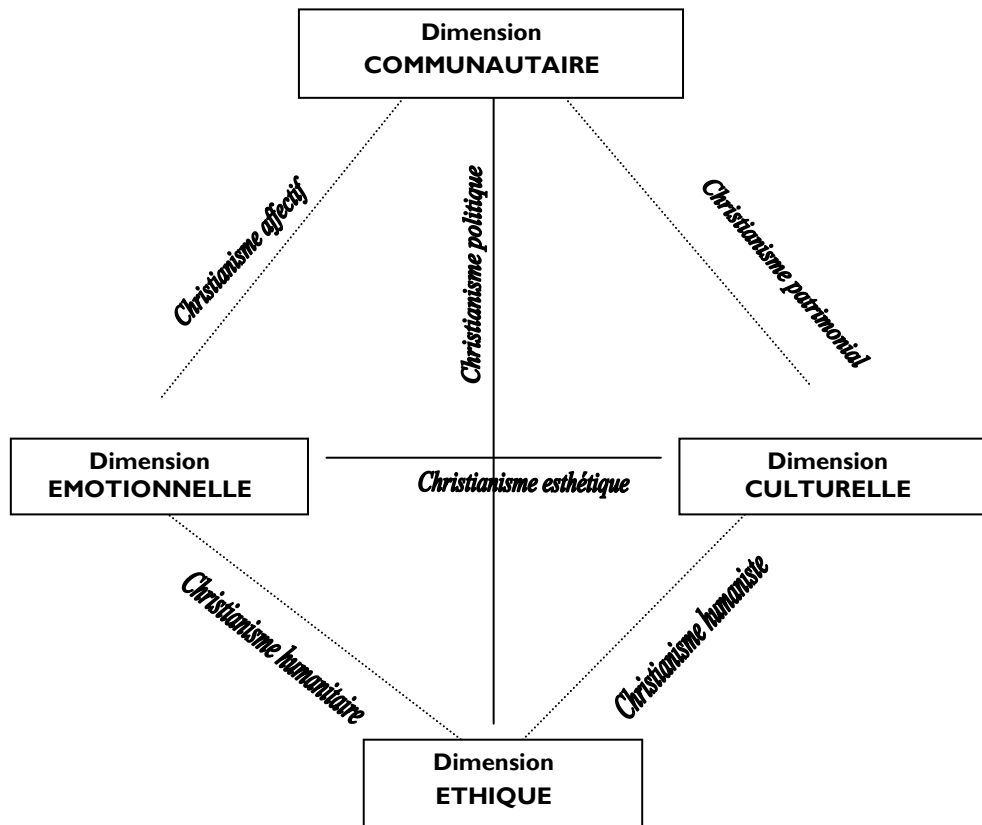 Dimension
COMMUNAUTAIRE
Christianisme affectif
Christianisme politique
Christianisme patrimonial
Dimension
EMOTIONNELLE
Christianisme esthétique
Dimension
CULTURELLE
Christianisme humanitaire
Christianisme humaniste
Dimension
ETHIQUE